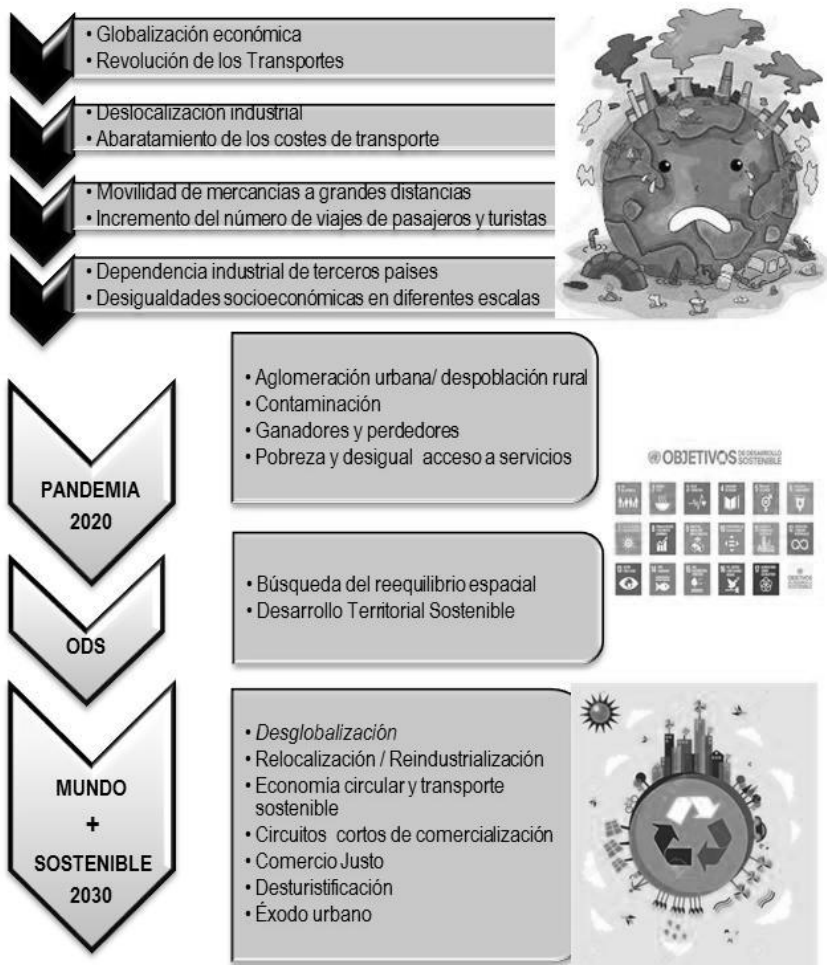 • Globalización económica
• Revolución de los Transportes
• Deslocalización industrial
• Abaratamiento de los costes de transporte
• Movilidad de mercancías a grandes distancias
• Incremento del número de viajes de pasajeros y turistas
• Dependencia industrial de terceros países
• Desigualdades socioeconómicas en diferentes escalas
PANDEMIA
2020
• Aglomeración urbana/ despoblación rural
• Contaminación
• Ganadores y perdedores
• Pobreza y desigual acceso a servicios
OBJETIVOS DE DESARROLLO
SOSTENIBLE
ODS
• Búsqueda del reequilibrio espacial
• Desarrollo Territorial Sostenible
MUNDO
+
SOSTENIBLE
2030
• Desglobalización
• Relocalización / Reindustrialización
• Economía circular y transporte
sostenible
• Circuitos cortos de comercialización
• Comercio Justo
• Desturistificación
• Éxodo urbano